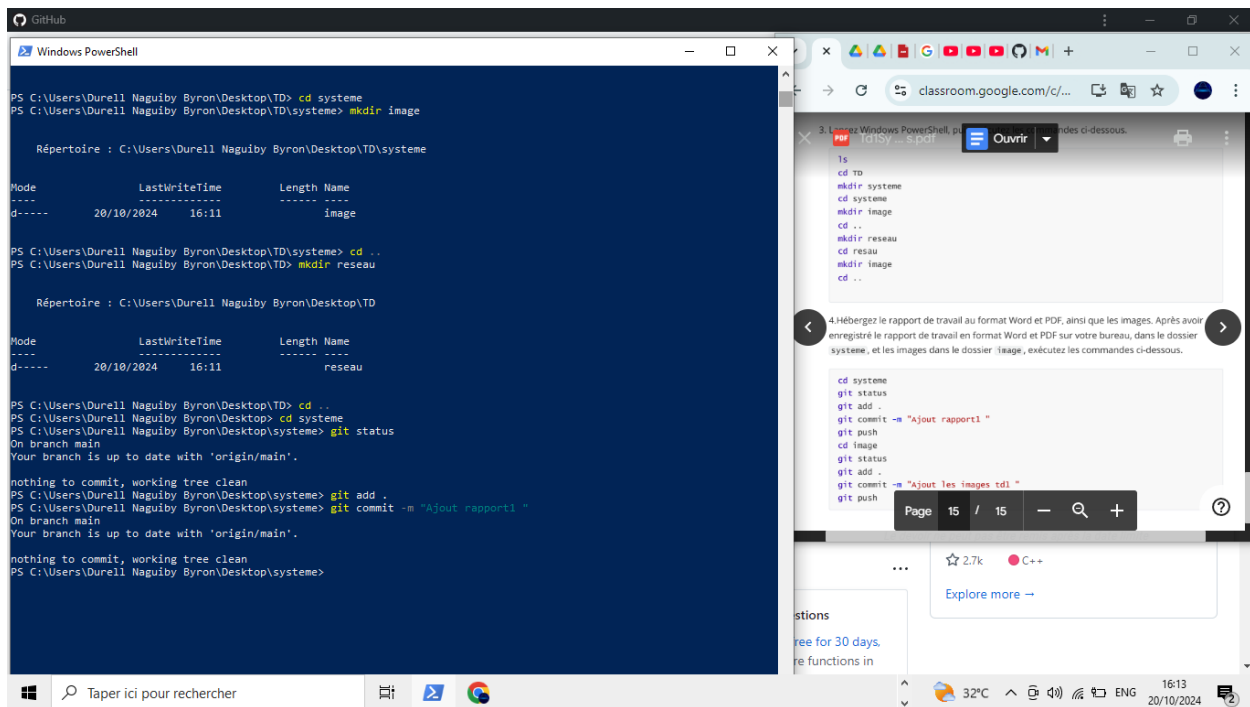 GitHub
Windows PowerShell
PS C:\Users\Durell Naguiby Byron\Desktop\TD> cd systeme
PS C:\Users\Durell Naguiby Byron\Desktop\TD\systeme> mkdir image
Répertoire : C:\Users\Durell Naguiby Byron\Desktop\TD\systeme
Mode LastWriteTime Length Name
---- ------------- ------ ----
d----- 20/10/2024 16:11 image
PS C:\Users\Durell Naguiby Byron\Desktop\TD\systeme> cd ..
PS C:\Users\Durell Naguiby Byron\Desktop\TD> mkdir reseau
Répertoire : C:\Users\Durell Naguiby Byron\Desktop\TD
Mode LastWriteTime Length Name
---- ------------- ------ ----
d----- 20/10/2024 16:11 reseau
PS C:\Users\Durell Naguiby Byron\Desktop\TD> cd ..
PS C:\Users\Durell Naguiby Byron\Desktop> cd systeme
PS C:\Users\Durell Naguiby Byron\Desktop\systeme> git status
On branch main
Your branch is up to date with 'origin/main'.
nothing to commit, working tree clean
PS C:\Users\Durell Naguiby Byron\Desktop\systeme> git add .
PS C:\Users\Durell Naguiby Byron\Desktop\systeme> git commit -m "Ajout rapport1 "
On branch main
Your branch is up to date with 'origin/main'.
nothing to commit, working tree clean
PS C:\Users\Durell Naguiby Byron\Desktop\systeme>
classroom.google.com/c/...
3. Lancez Windows PowerShell, commandes ci-dessous.
PDF Td1Sy ... s.pdf
Ouvrir
ls
cd TD
mkdir systeme
cd systeme
mkdir image
cd ..
mkdir reseau
cd resau
mkdir image
cd ..
4.Hébergez le rapport de travail au format Word et PDF, ainsi que les images. Après avoir
enregistré le rapport de travail en format Word et PDF sur votre bureau, dans le dossier
systeme, et les images dans le dossier image, exécutez les commandes ci-dessous.
cd systeme
git status
git add .
git commit -m "Ajout rapport1 "
git push
cd image
git status
git add .
git commit -m "Ajout les images td1 "
git push
Page 15 / 15
2.7k C++
Explore more →
stions
ree for 30 days,
re functions in
Taper ici pour rechercher
32°C
ENG
16:13
20/10/2024
2